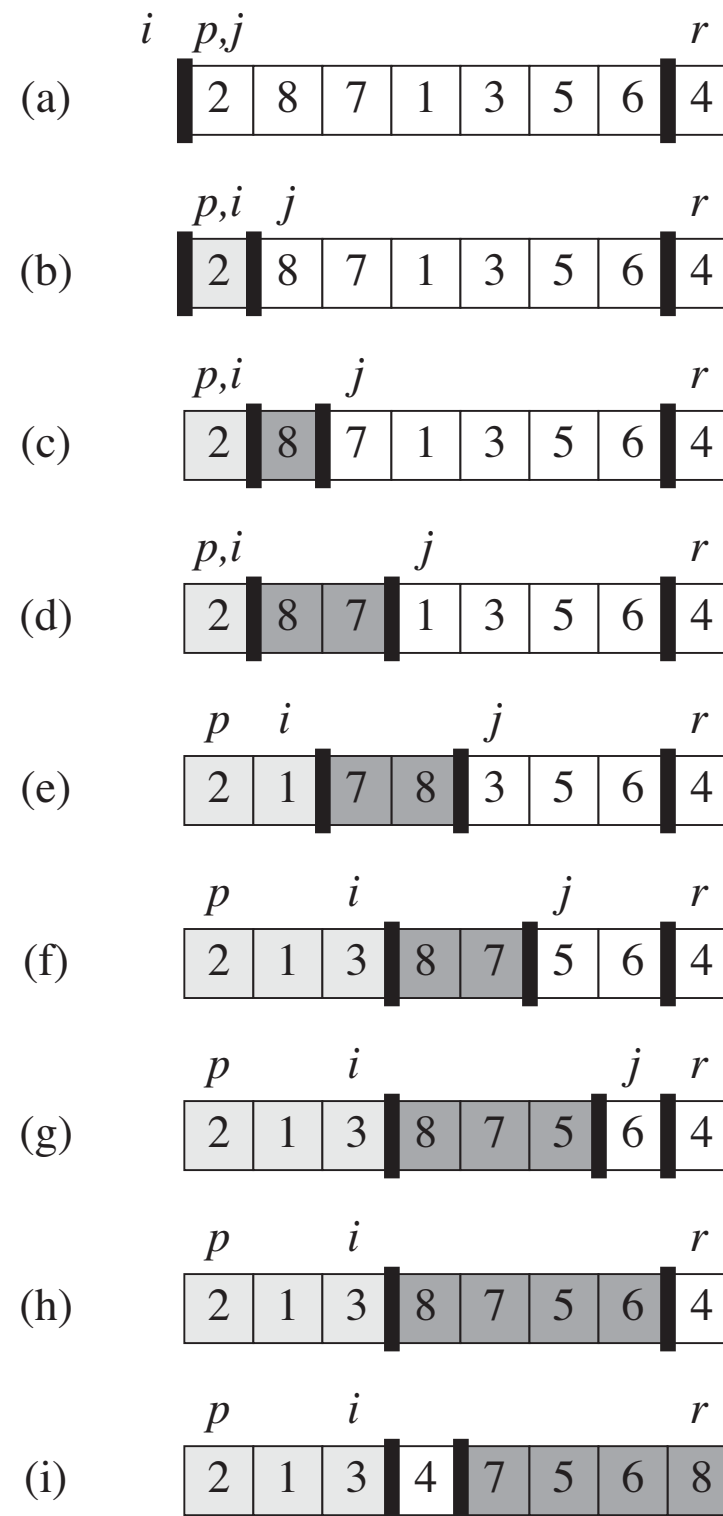 i p,j r
(a) 2 8 7 1 3 5 6 4
p,i j r
(b) 2 8 7 1 3 5 6 4
p,i j r
(c) 2 8 7 1 3 5 6 4
p,i j r
(d) 2 8 7 1 3 5 6 4
p i j r
(e) 2 1 7 8 3 5 6 4
p i j r
(f) 2 1 3 8 7 5 6 4
p i j r
(g) 2 1 3 8 7 5 6 4
p i r
(h) 2 1 3 8 7 5 6 4
p i r
(i) 2 1 3 4 7 5 6 8